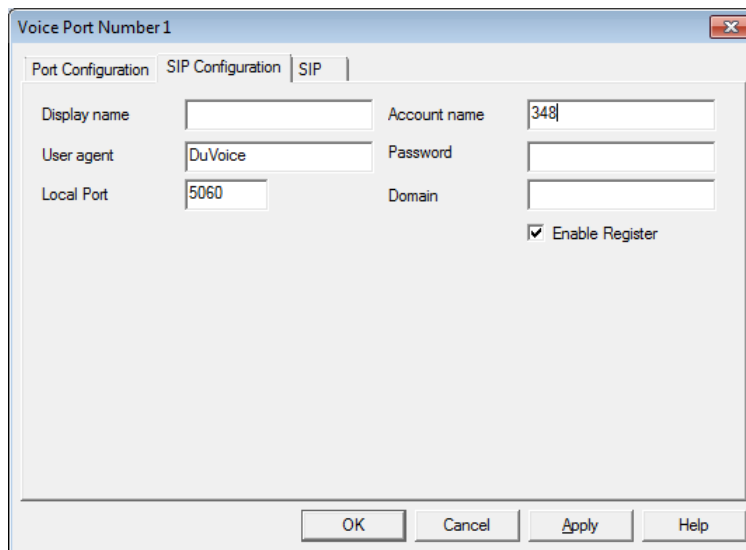 Voice Port Number 1
Port Configuration SIP Configuration SIP
Display name Account name 348
User agent DuVoice Password
Local Port 5060 Domain
Enable Register
OK Cancel Apply Help